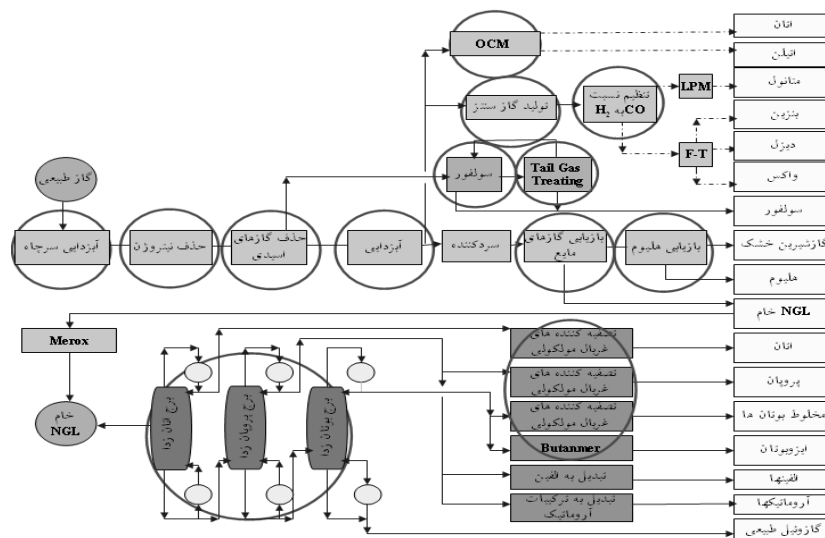 OCM
اتان
اتیلن
تولید گاز سنتز
تنظیم نسبت
CO به H₂
LPM
متانول
بنزین
F-T
دیزل
واکس
گاز طبیعی
سولفور
Tail Gas
Treating
سولفور
آبزدایی سرچاه
حذف نیتروژن
حذف گازهای
اسیدی
آبزدایی
سردکننده
بازیابی گازهای
مایع
بازیابی هلیوم
گازشیرین خشک
هلیوم
NGL خام
Merox
تصفیه کننده های
غربال مولکولی
اتان
تصفیه کننده های
غربال مولکولی
پروپان
خام
NGL
برج اتان زدا
برج پروپان زدا
برج بوتان زدا
تصفیه کننده های
غربال مولکولی
مخلوط بوتان ها
Butanmer
ایزوبوتان
تبدیل به الفین
الفینها
تبدیل به ترکیبات
آروماتیک
آروماتیکها
گازوئیل طبیعی